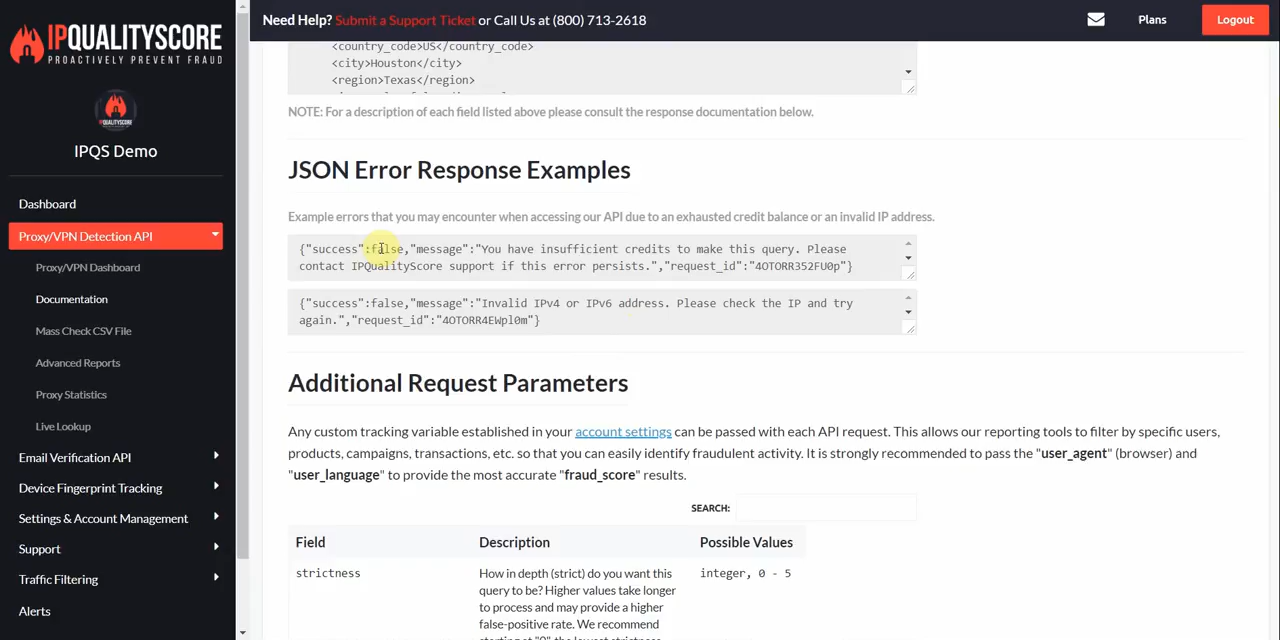 IPQUALITYSCORE
PROACTIVELY PREVENT FRAUD
IPQUALITYSCORE
IPQS Demo
Dashboard
Proxy/VPN Detection API
Proxy/VPN Dashboard
Documentation
Mass Check CSV File
Advanced Reports
Proxy Statistics
Live Lookup
Email Verification API
Device Fingerprint Tracking
Settings & Account Management
Support
Traffic Filtering
Alerts
Need Help? Submit a Support Ticket or Call Us at (800) 713-2618
Plans
Logout
<country_code>US</country_code>
<city>Houston</city>
<region>Texas</region>
NOTE: For a description of each field listed above please consult the response documentation below.
JSON Error Response Examples
Example errors that you may encounter when accessing our API due to an exhausted credit balance or an invalid IP address.
{"success":false,"message":"You have insufficient credits to make this query. Please
contact IPQualityScore support if this error persists.","request_id":"4OTORR352FU0p"}
{"success":false,"message":"Invalid IPv4 or IPv6 address. Please check the IP and try
again.","request_id":"4OTORR4EWpl0m"}
Additional Request Parameters
Any custom tracking variable established in your account settings can be passed with each API request. This allows our reporting tools to filter by specific users,
products, campaigns, transactions, etc. so that you can easily identify fraudulent activity. It is strongly recommended to pass the "user_agent" (browser) and
"user_language" to provide the most accurate "fraud_score" results.
SEARCH:
Field Description Possible Values
strictness How in depth (strict) do you want this integer, 0 - 5
query to be? Higher values take longer
to process and may provide a higher
false-positive rate. We recommend